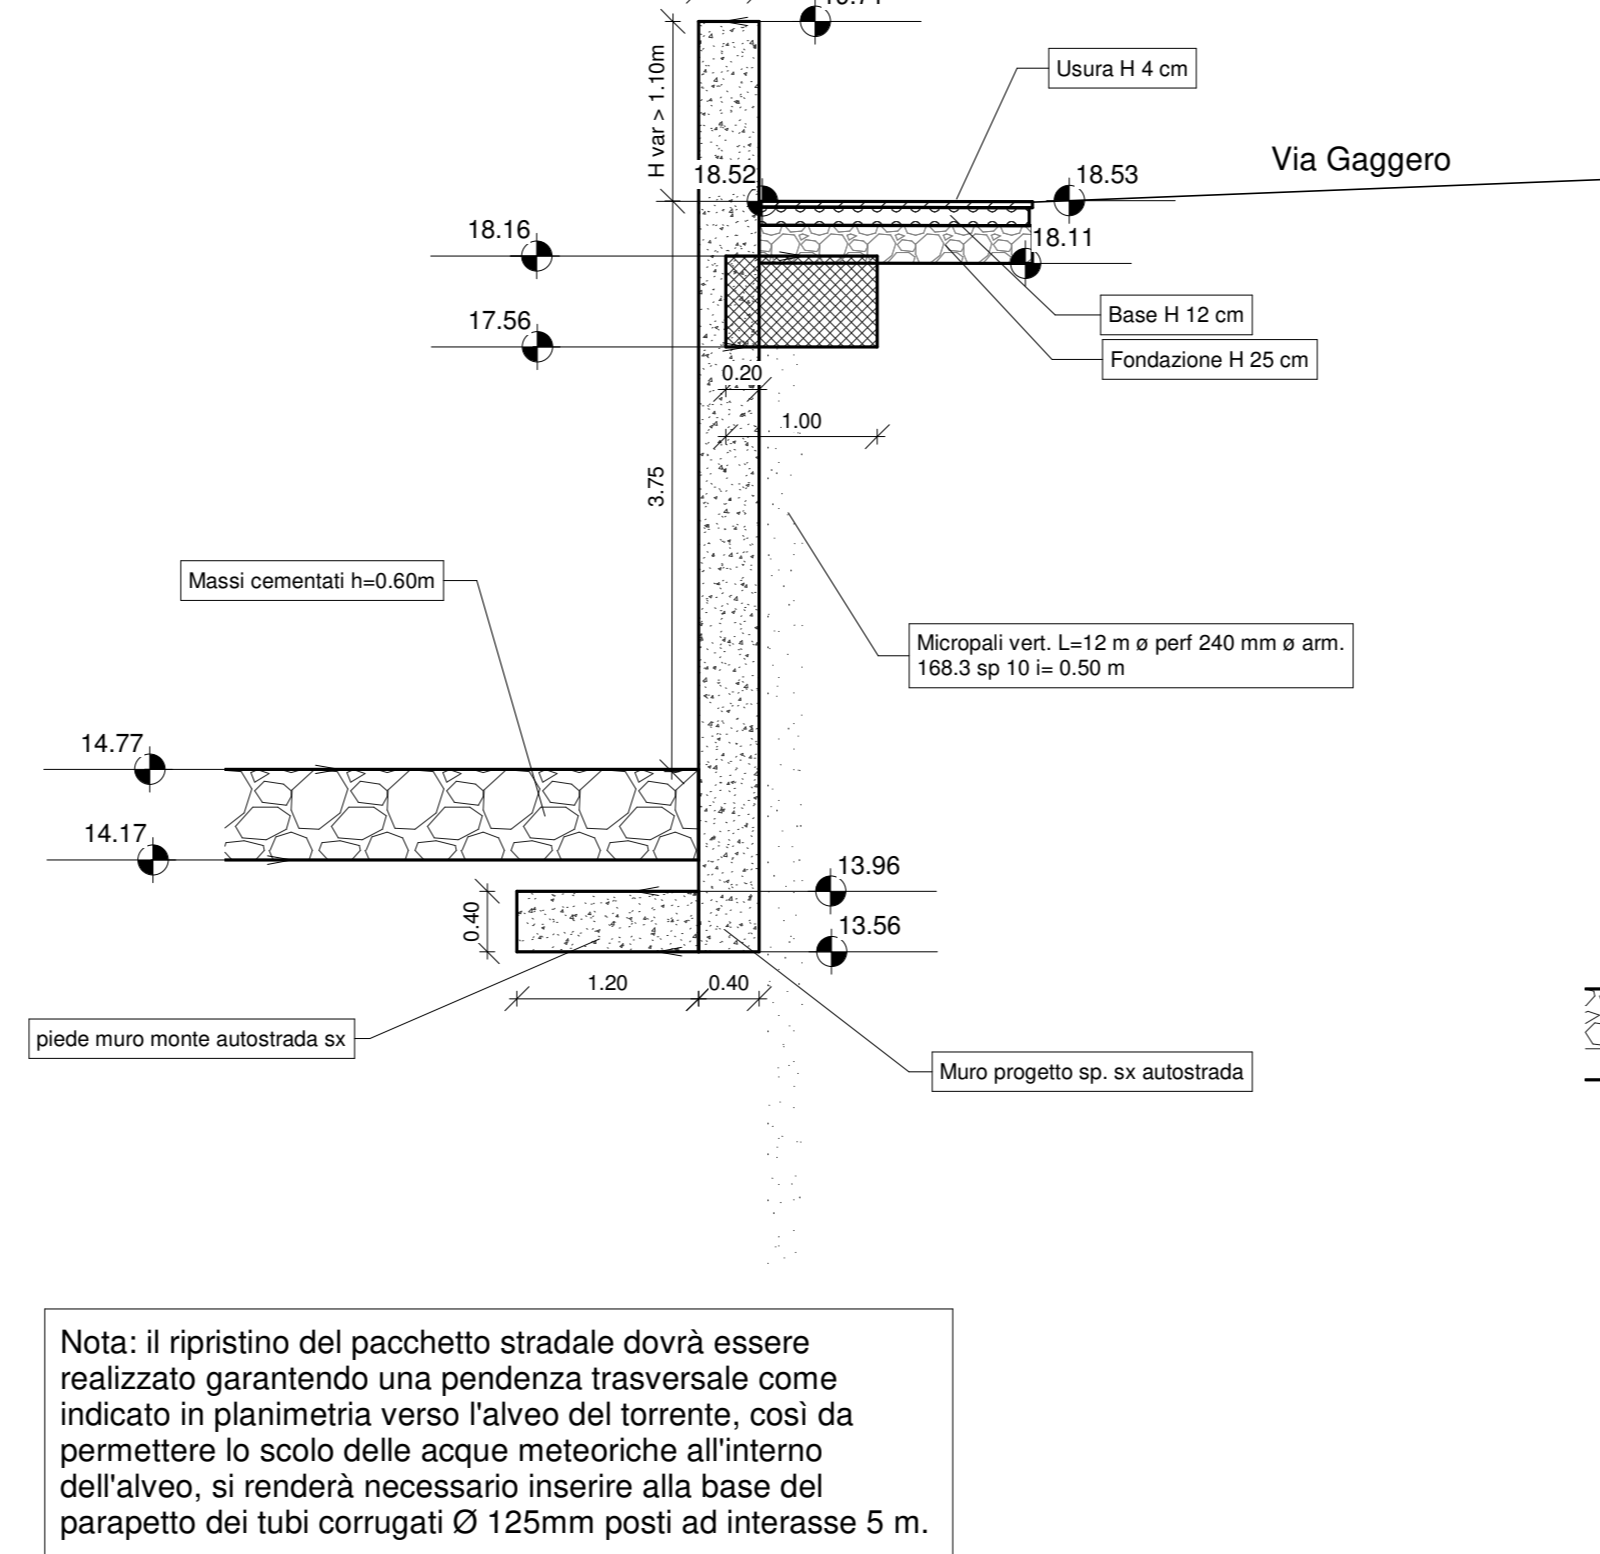 H var > 1.10m
Usura H 4 cm
Via Gaggero
18.52
18.53
18.16
18.11
17.56
Base H 12 cm
Fondazione H 25 cm
0.20
1.00
3.75
Massi cementati h=0.60m
Micropali vert. L=12 m ø perf 240 mm ø arm.
168.3 sp 10 i= 0.50 m
14.77
14.17
13.96
0.40
13.56
1.20
0.40
piede muro monte autostrada sx
Muro progetto sp. sx autostrada
Nota: il ripristino del pacchetto stradale dovrà essere
realizzato garantendo una pendenza trasversale come
indicato in planimetria verso l'alveo del torrente, così da
permettere lo scolo delle acque meteoriche all'interno
dell'alveo, si renderà necessario inserire alla base del
parapetto dei tubi corrugati Ø 125mm posti ad interasse 5 m.